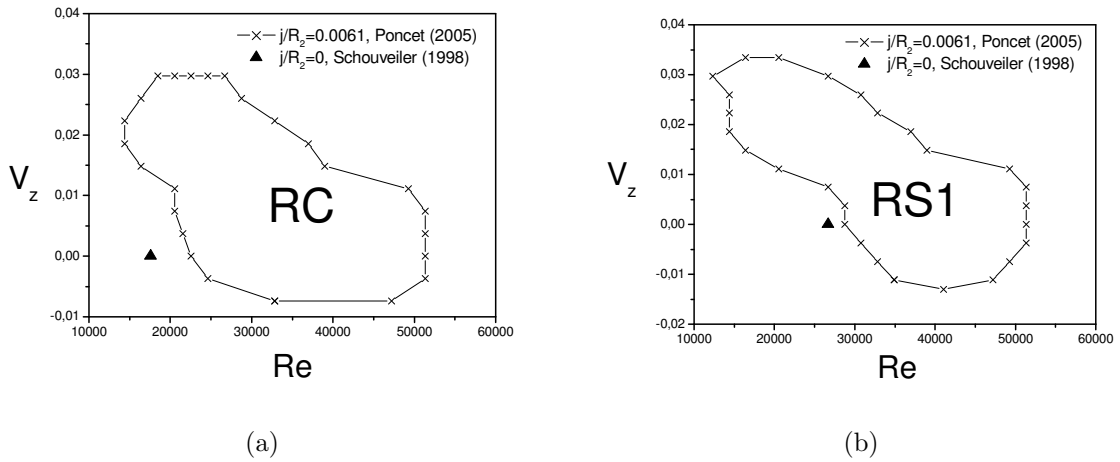 0,04
0,03
0,02
0,01
0,00
-0,01
V_z
j/R_2=0.0061, Poncet (2005)
j/R_2=0, Schouveiler (1998)
RC
10000 20000 30000 40000 50000 60000
Re
(a)
0,04
0,03
0,02
0,01
0,00
-0,01
-0,02
V_z
j/R_2=0.0061, Poncet (2005)
j/R_2=0, Schouveiler (1998)
RS1
10000 20000 30000 40000 50000 60000
Re
(b)